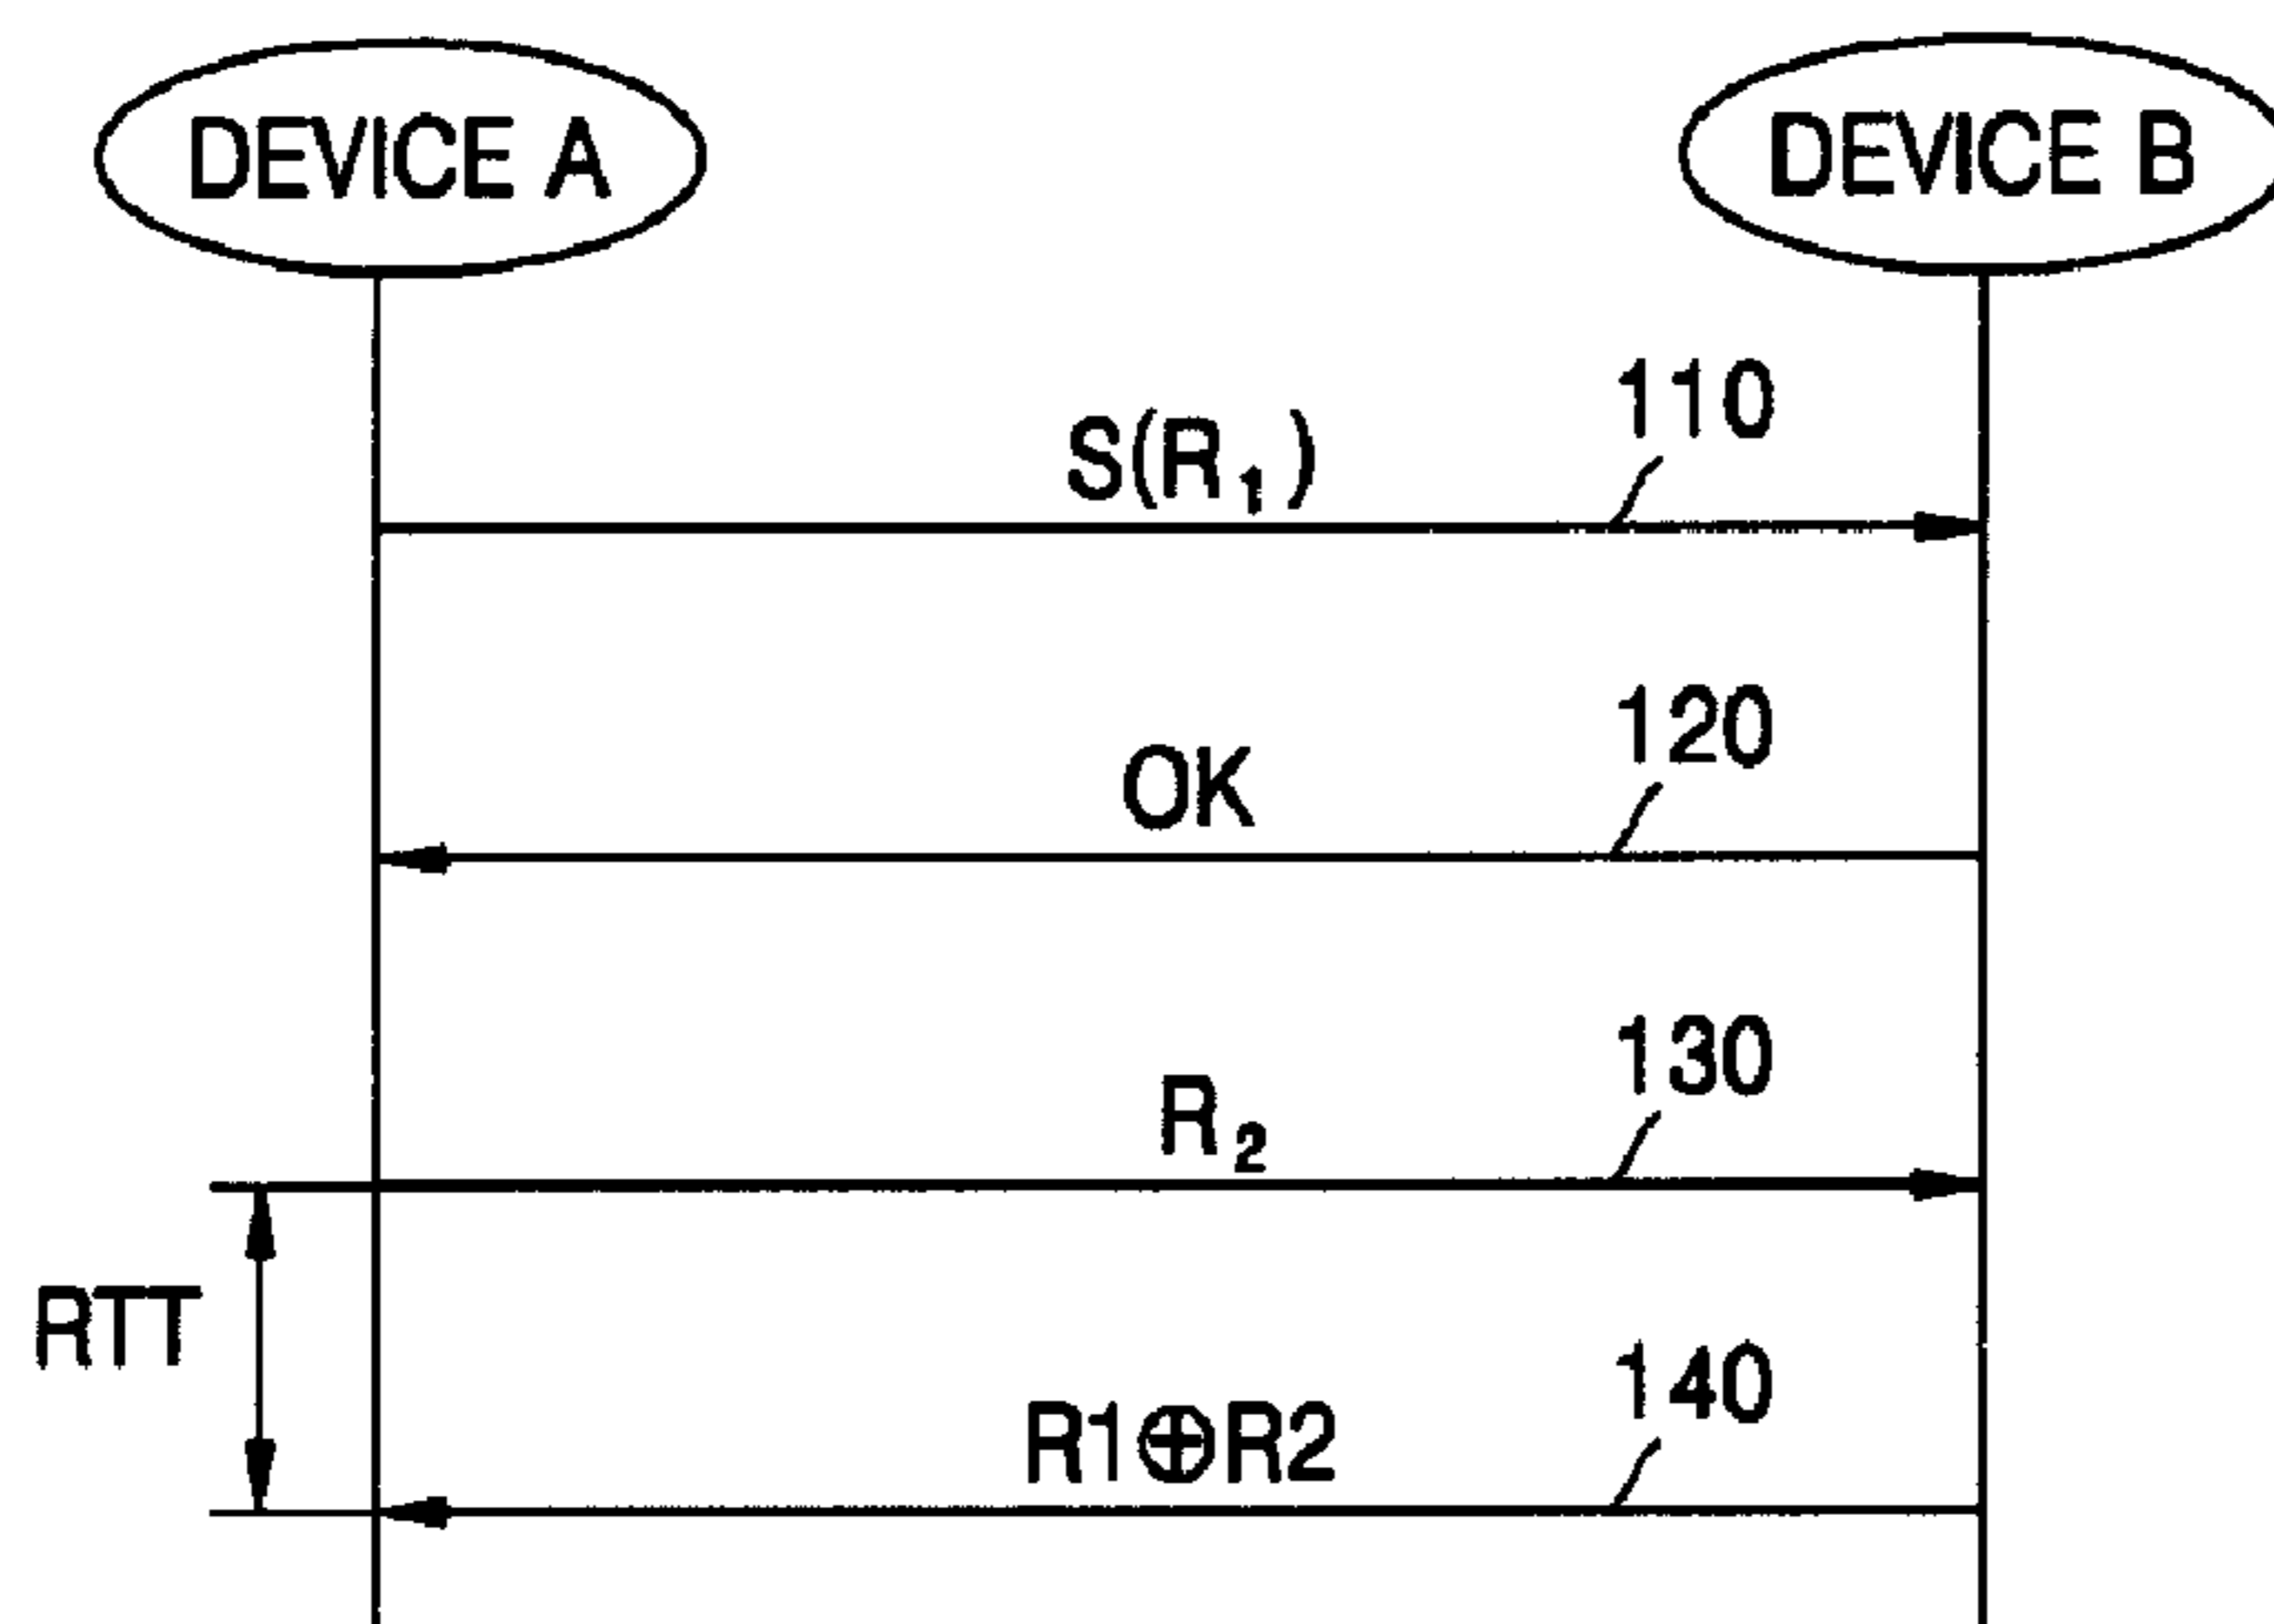 DEVICE A
DEVICE B
110
S(R₁)
120
OK
130
R₂
RTT
140
R1⊕R2